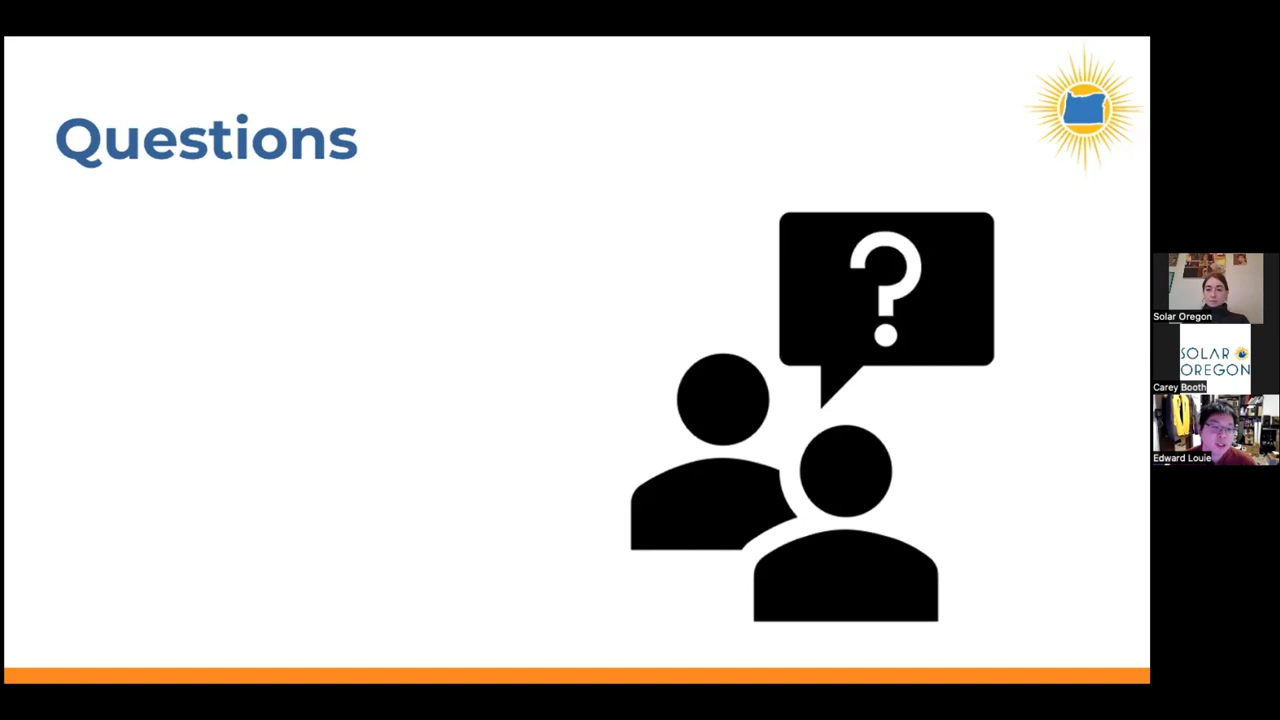 Questions
?
Solar Oregon
SOLAR
OREGON
Carey Booth
Edward Louie